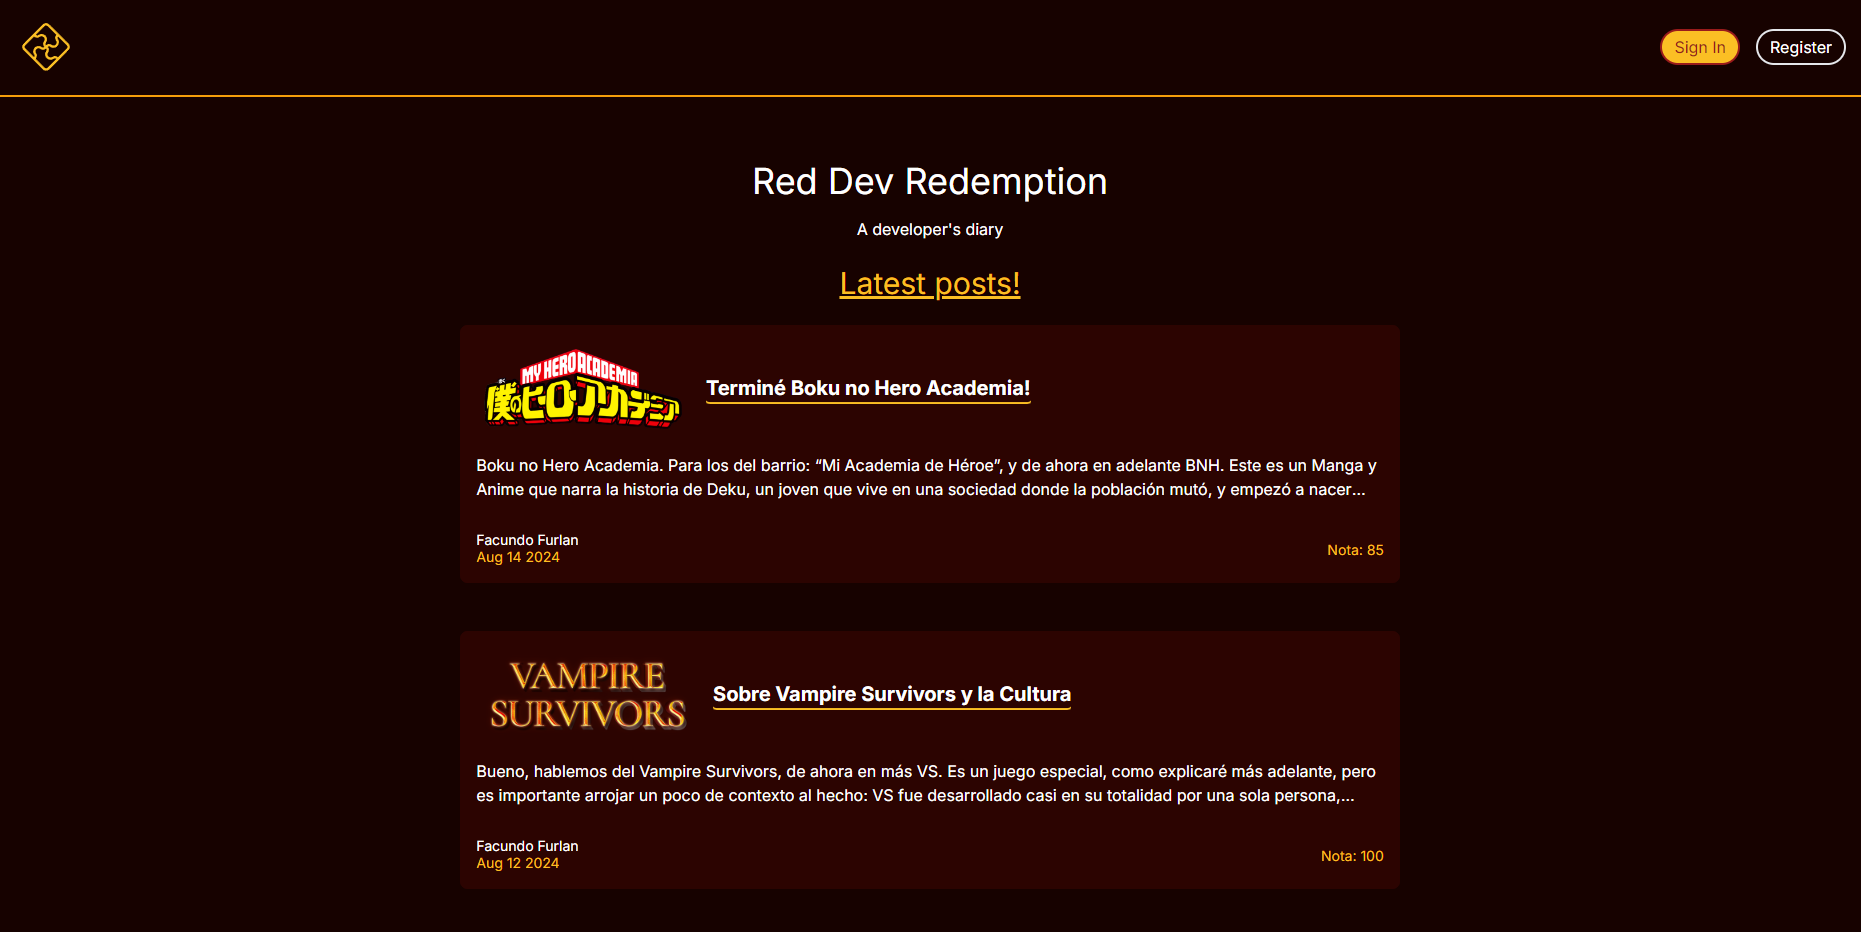 Sign In
Register
Red Dev Redemption
A developer's diary
Latest posts!
MY HERO ACADEMIA
僕のヒーローアカデミア
Terminé Boku no Hero Academia!
Boku no Hero Academia. Para los del barrio: “Mi Academia de Héroe”, y de ahora en adelante BNH. Este es un Manga y
Anime que narra la historia de Deku, un joven que vive en una sociedad donde la población mutó, y empezó a nacer...
Facundo Furlan
Aug 14 2024
Nota: 85
VAMPIRE
SURVIVORS
Sobre Vampire Survivors y la Cultura
Bueno, hablemos del Vampire Survivors, de ahora en más VS. Es un juego especial, como explicaré más adelante, pero
es importante arrojar un poco de contexto al hecho: VS fue desarrollado casi en su totalidad por una sola persona,...
Facundo Furlan
Aug 12 2024
Nota: 100